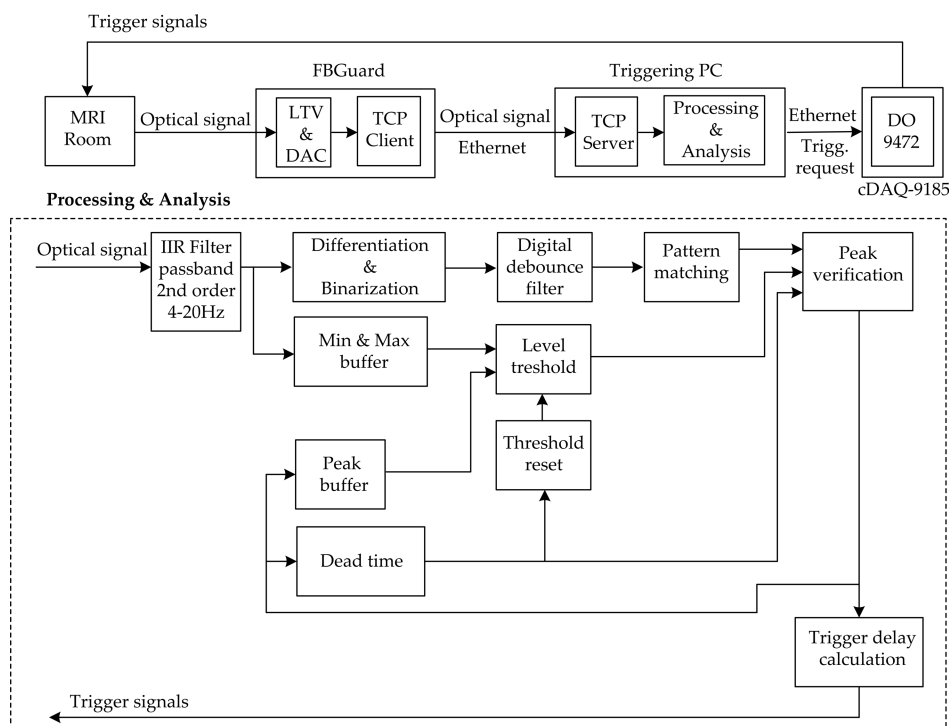 Trigger signals
FBGuard
Triggering PC
MRI
Room
Optical signal
LTV
&
DAC
TCP
Client
Optical signal
Ethernet
TCP
Server
Processing
&
Analysis
Ethernet
Trigg.
request
DO
9472
cDAQ-9185
Processing & Analysis
Optical signal
IIR Filter
passband
2nd order
4-20Hz
Differentiation
&
Binarization
Digital
debounce
filter
Pattern
matching
Peak
verification
Min & Max
buffer
Level
treshold
Threshold
reset
Peak
buffer
Dead time
Trigger delay
calculation
Trigger signals